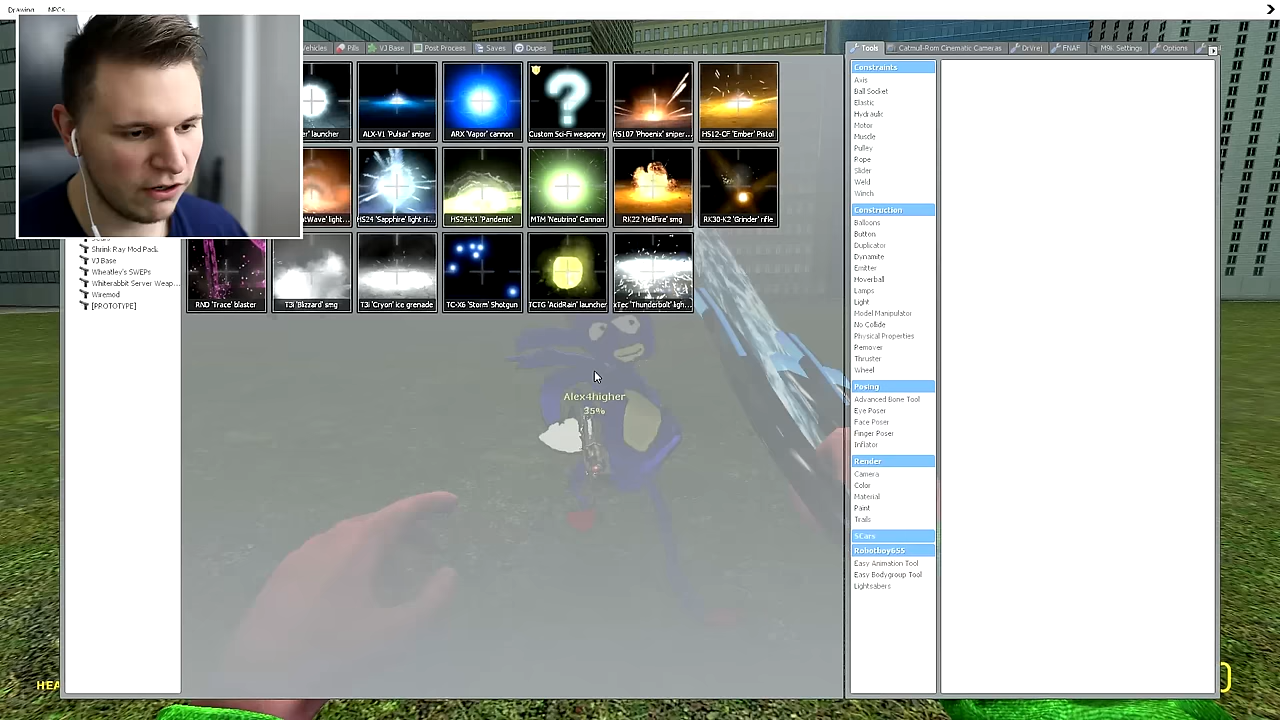 Drawing NPCs
Vehicles Pills VJ Base Post Process Saves Dupes
Tools Catmull-Rom Cinematic Cameras DrVrej FNAF M9k Settings Options
launcher
ALX-V1 'Pulsar' sniper
ARX 'Vapor' cannon
Custom Sci-Fi weaponry
HS107 'Phoenix' sniper...
HS12-CF 'Ember' Pistol
HS24 'Sapphire' light ri...
HS24-K1 'Pandemic'
MTM 'Neutrino' Cannon
RK22 'HellFire' smg
RK30-K2 'Grinder' rifle
RND 'Trace' blaster
T3I 'Blizzard' smg
T3i 'Cryon' ice grenade
TC-X6 'Storm' Shotgun
TCTG 'AcidRain' launcher
xTec 'Thunderbolt' ligh...
Shrink Ray Mod Pack
VJ Base
Wheatley's SWEPs
Whiterabbit Server Weap...
Wiremod
[PROTOTYPE]
Alex4higher
35%
Constraints
Axis
Ball Socket
Elastic
Hydraulic
Motor
Muscle
Pulley
Rope
Slider
Weld
Winch
Construction
Balloons
Button
Duplicator
Dynamite
Emitter
Hoverball
Lamps
Light
Model Manipulator
No Collide
Physical Properties
Remover
Thruster
Wheel
Posing
Advanced Bone Tool
Eye Poser
Face Poser
Finger Poser
Inflator
Render
Camera
Color
Material
Paint
Trails
SCars
Robotboy655
Easy Animation Tool
Easy Bodygroup Tool
Lightsabers
HEA